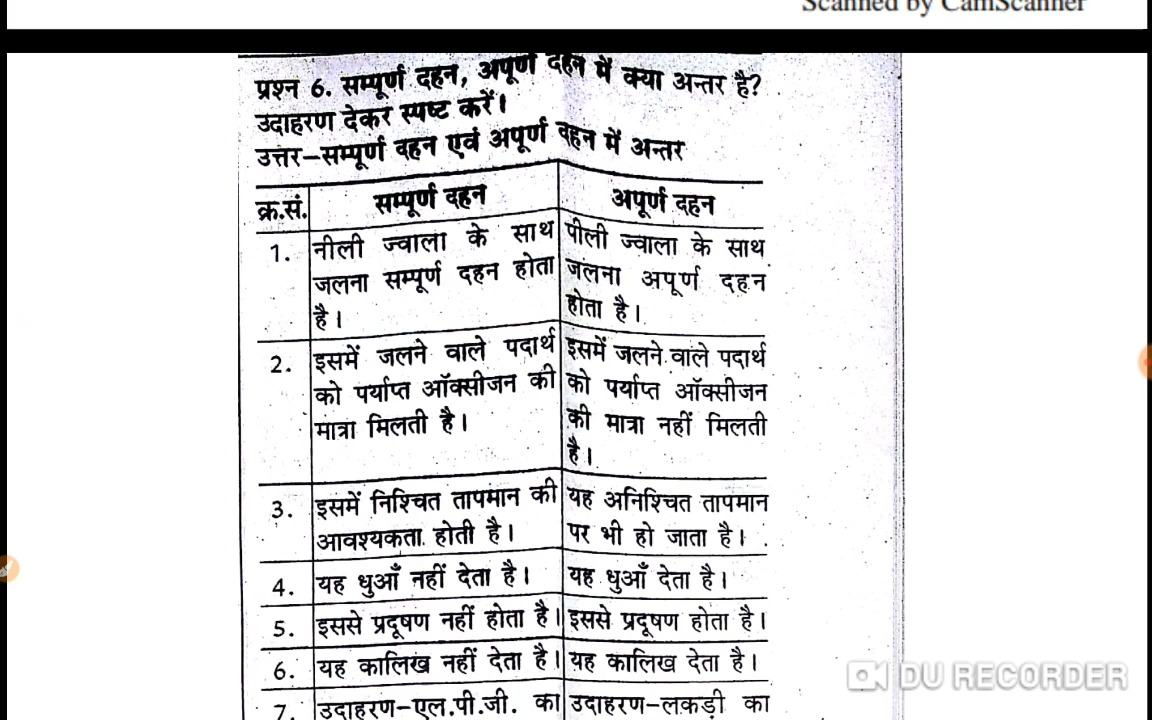 Scanned by CamScanner
प्रश्न 6. सम्पूर्ण दहन, अपूर्ण दहन में क्या अन्तर है?
उदाहरण देकर स्पष्ट करें।
उत्तर–सम्पूर्ण दहन एवं अपूर्ण दहन में अन्तर
क्र.सं. सम्पूर्ण दहन अपूर्ण दहन
1. नीली ज्वाला के साथ पीली ज्वाला के साथ
जलना सम्पूर्ण दहन होता जलना अपूर्ण दहन
है। होता है।
2. इसमें जलने वाले पदार्थ इसमें जलने वाले पदार्थ
को पर्याप्त ऑक्सीजन की को पर्याप्त ऑक्सीजन
मात्रा मिलती है। की मात्रा नहीं मिलती
है।
3. इसमें निश्चित तापमान की यह अनिश्चित तापमान
आवश्यकता होती है। पर भी हो जाता है।
4. यह धुआँ नहीं देता है। यह धुआँ देता है।
5. इससे प्रदूषण नहीं होता है। इससे प्रदूषण होता है।
6. यह कालिख नहीं देता है। यह कालिख देता है।
7. उदाहरण–एल.पी.जी. का उदाहरण–लकड़ी का
DU RECORDER